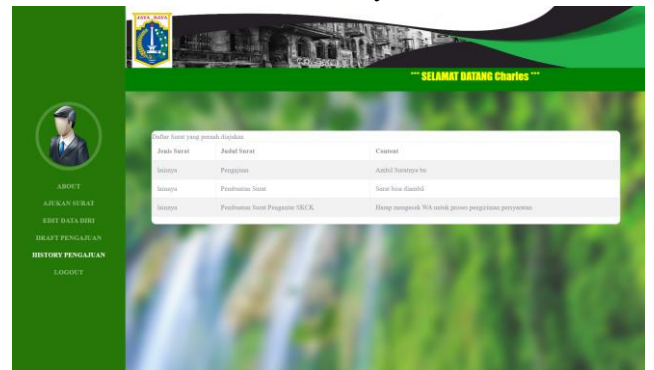 JAYA RAYA
*** SELAMAT DATANG Charles ***
ABOUT
AJUKAN SURAT
EDIT DATA DIRI
DRAFT PENGAJUAN
HISTORY PENGAJUAN
LOGOUT
Daftar Surat yang pernah diajukan
Jenis Surat Judul Surat Content
lainnya Pengajuan Ambil Suratnya bu
lainnya Pembuatan Surat Surat bisa diambil
lainnya Pembuatan Surat Pengantar SKCK Harap mengecek WA untuk proses pengiriman persyaratan